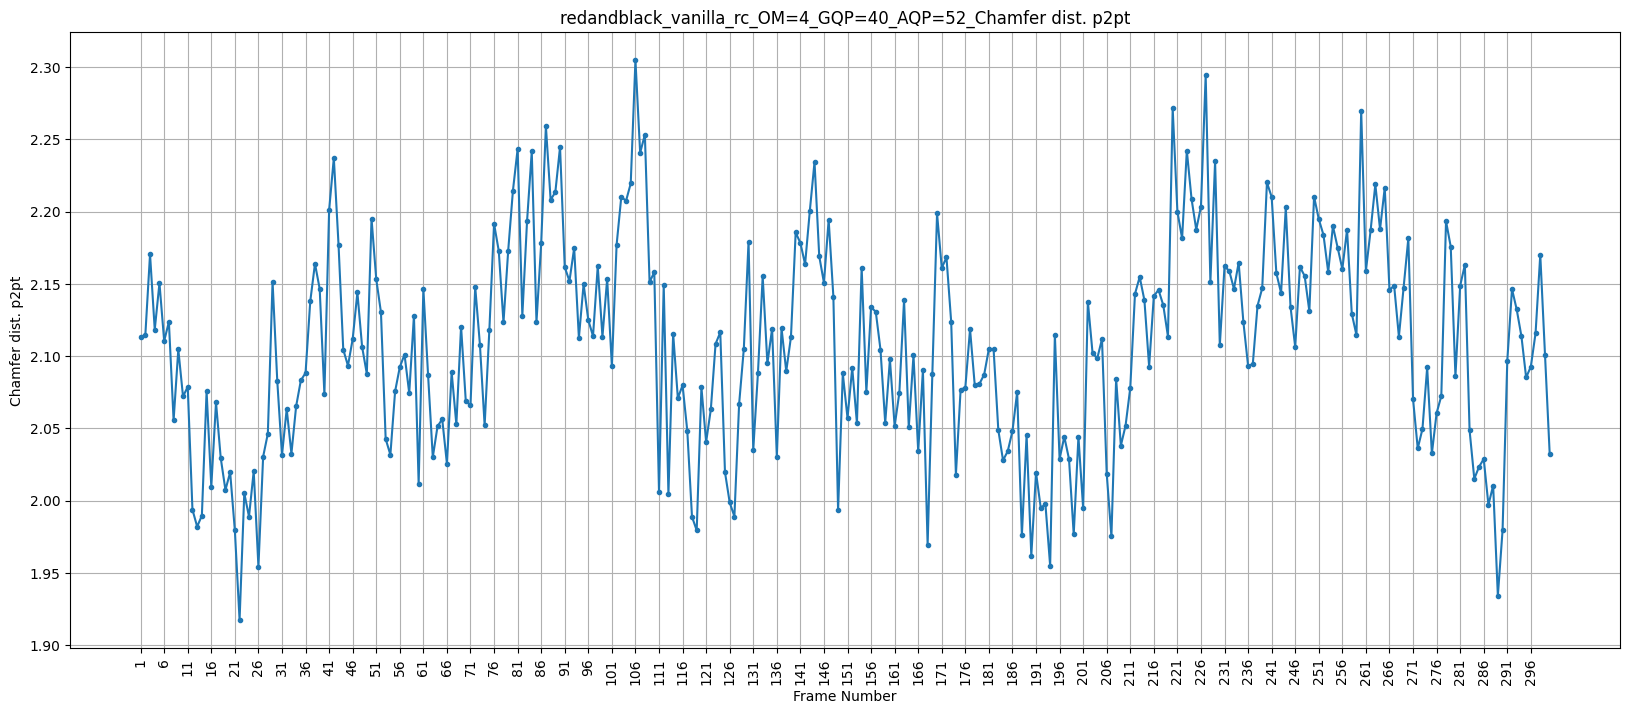 redandblack_vanilla_rc_OM=4_GQP=40_AQP=52_Chamfer dist. p2pt
Chamfer dist. p2pt
2.30
2.25
2.20
2.15
2.10
2.05
2.00
1.95
1.90
1 6 11 16 21 26 31 36 41 46 51 56 61 66 71 76 81 86 91 96 101 106 111 116 121 126 131 136 141 146 151 156 161 166 171 176 181 186 191 196 201 206 211 216 221 226 231 236 241 246 251 256 261 266 271 276 281 286 291 296
Frame Number